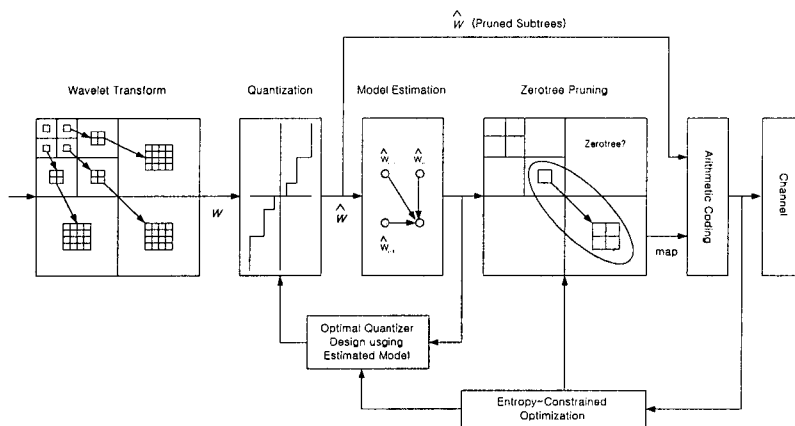 ^
W (Pruned Subtrees)
Wavelet Transform
Quantization
Model Estimation
Zerotree Pruning
Zerotree?
Arithmetic Coding
Channel
W
^
W
map
Optimal Quantizer
Design usging
Estimated Model
Entropy-Constrained
Optimization